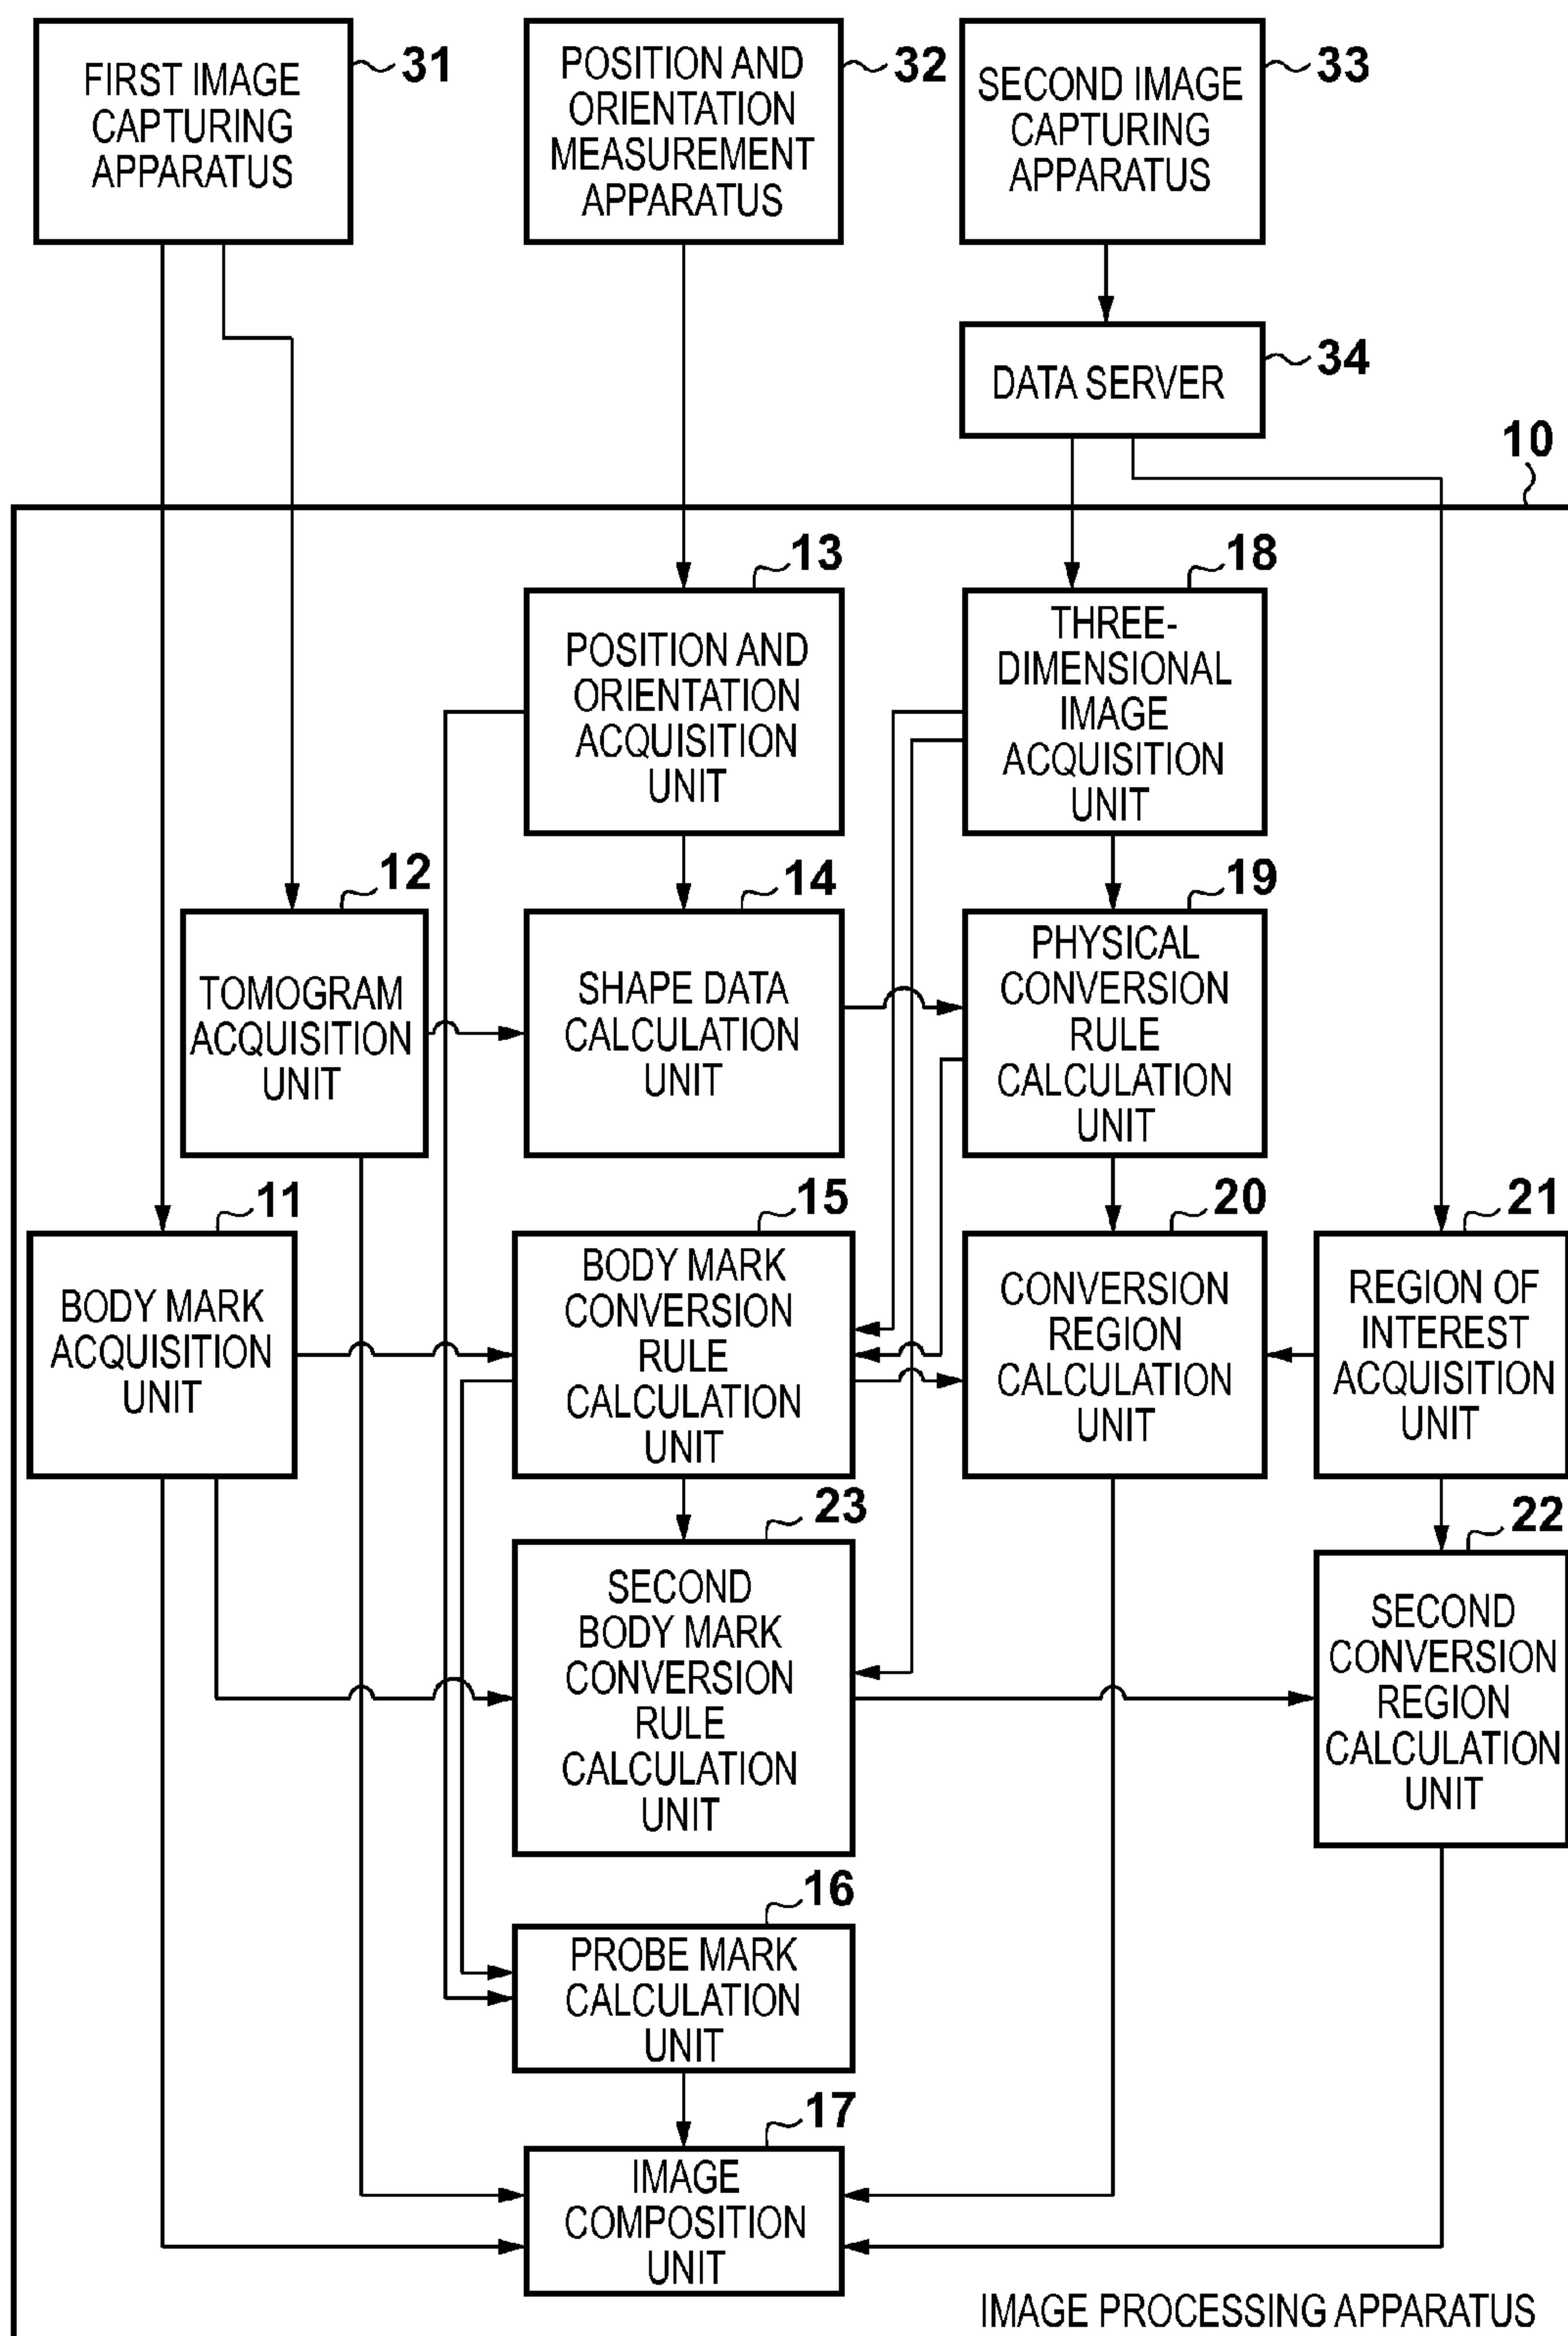 FIRST IMAGE
CAPTURING
APPARATUS
31
POSITION AND
ORIENTATION
MEASUREMENT
APPARATUS
32
SECOND IMAGE
CAPTURING
APPARATUS
33
DATA SERVER
34
10
13
POSITION AND
ORIENTATION
ACQUISITION
UNIT
18
THREE-
DIMENSIONAL
IMAGE
ACQUISITION
UNIT
12
TOMOGRAM
ACQUISITION
UNIT
14
SHAPE DATA
CALCULATION
UNIT
19
PHYSICAL
CONVERSION
RULE
CALCULATION
UNIT
11
BODY MARK
ACQUISITION
UNIT
15
BODY MARK
CONVERSION
RULE
CALCULATION
UNIT
20
CONVERSION
REGION
CALCULATION
UNIT
21
REGION OF
INTEREST
ACQUISITION
UNIT
23
SECOND
BODY MARK
CONVERSION
RULE
CALCULATION
UNIT
22
SECOND
CONVERSION
REGION
CALCULATION
UNIT
16
PROBE MARK
CALCULATION
UNIT
17
IMAGE
COMPOSITION
UNIT
IMAGE PROCESSING APPARATUS